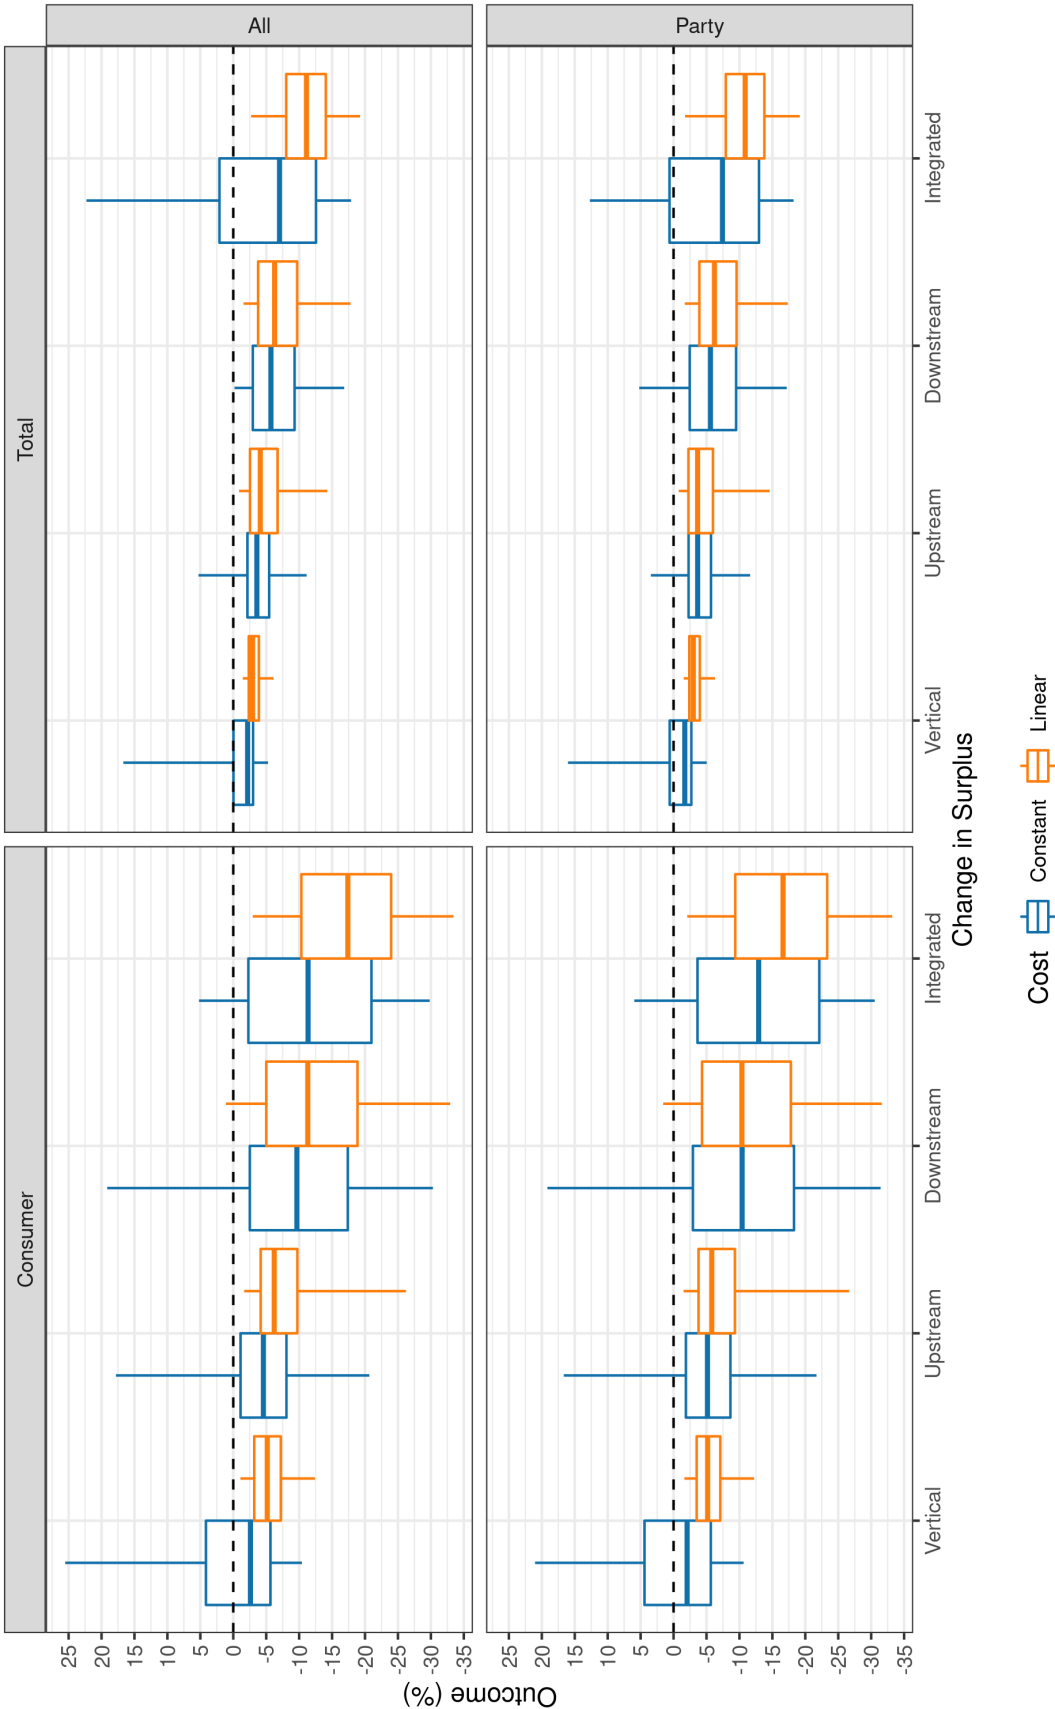 Consumer
Total
All
Party
Outcome (%)
25
20
15
10
5
0
-5
-10
-15
-20
-25
-30
-35
25
20
15
10
5
0
-5
-10
-15
-20
-25
-30
-35
Vertical
Upstream
Downstream
Integrated
Vertical
Upstream
Downstream
Integrated
Change in Surplus
Cost Constant Linear